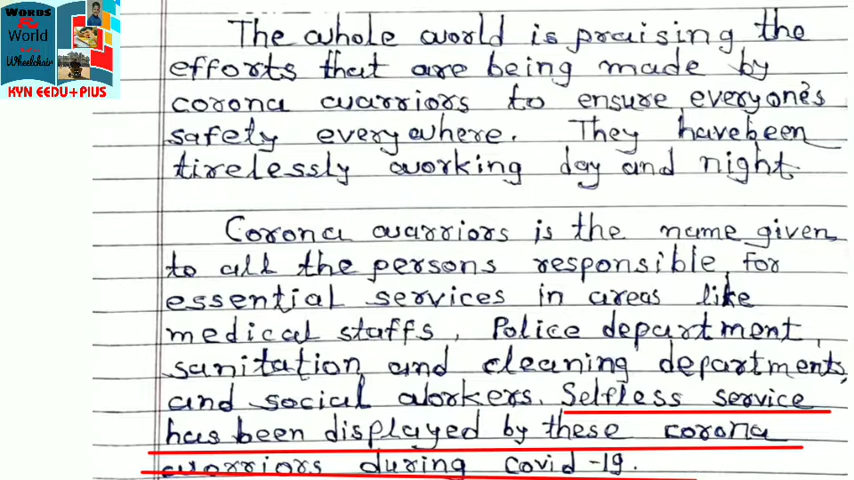 WORDS
&
World
Wheelchair
KYN EEDU+PIUS
The whole world is praising the
efforts that are being made by
corona warriors to ensure everyone's
safety everywhere. They havebeen
tirelessly working day and night.
Corona warriors is the name given
to all the persons responsible for
essential services in areas like
medical staffs, Police department,
sanitation and cleaning departments,
and social workers. Selfless service
has been displayed by these corona
worriors during covid-19.